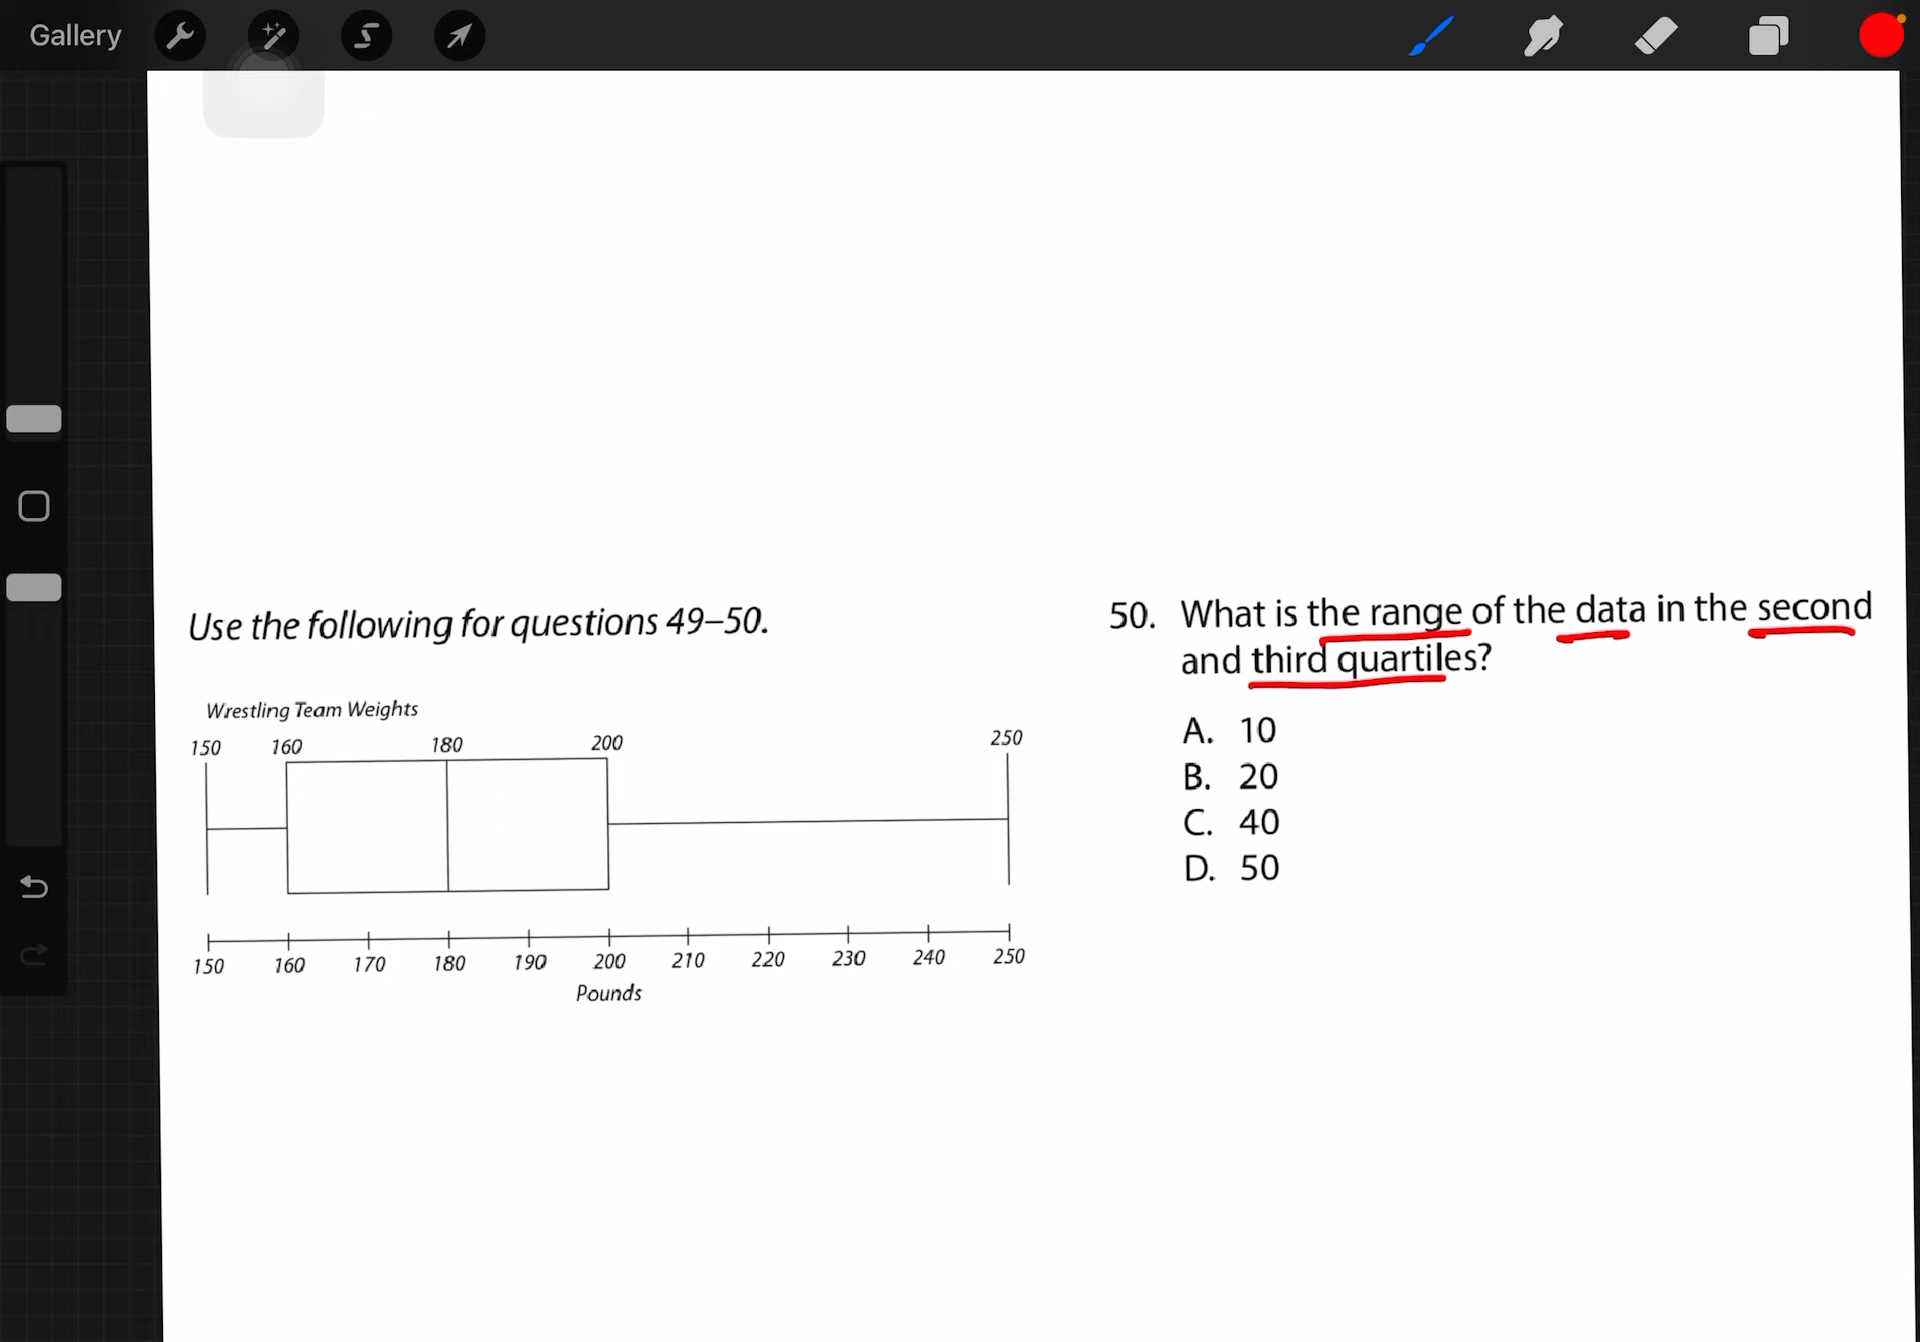 Gallery
Use the following for questions 49–50.
Wrestling Team Weights
150 160 180 200 250
150 160 170 180 190 200 210 220 230 240 250
Pounds
50. What is the range of the data in the second
and third quartiles?
A. 10
B. 20
C. 40
D. 50